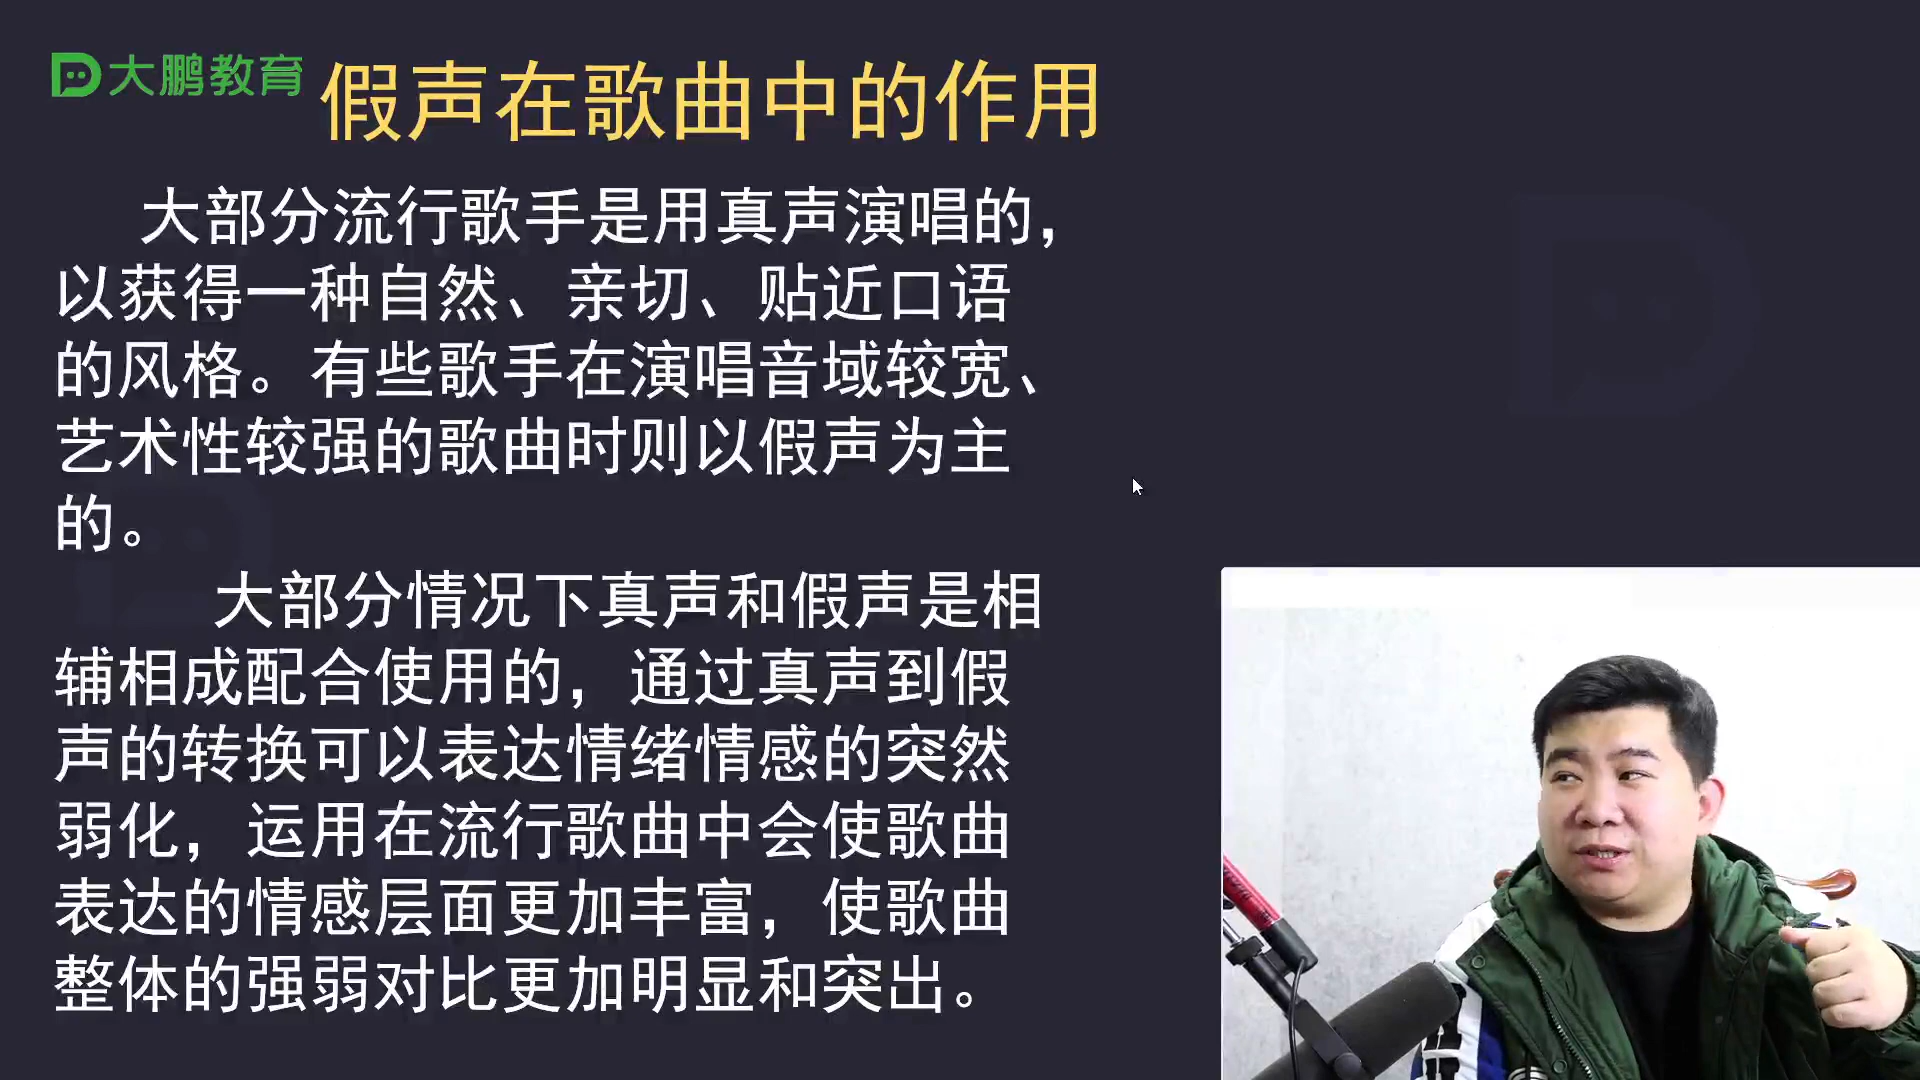 大鹏教育
假声在歌曲中的作用
大部分流行歌手是用真声演唱的，
以获得一种自然、亲切、贴近口语
的风格。有些歌手在演唱音域较宽、
艺术性较强的歌曲时则以假声为主
的。
大部分情况下真声和假声是相
辅相成配合使用的，通过真声到假
声的转换可以表达情绪情感的突然
弱化，运用在流行歌曲中会使歌曲
表达的情感层面更加丰富，使歌曲
整体的强弱对比更加明显和突出。